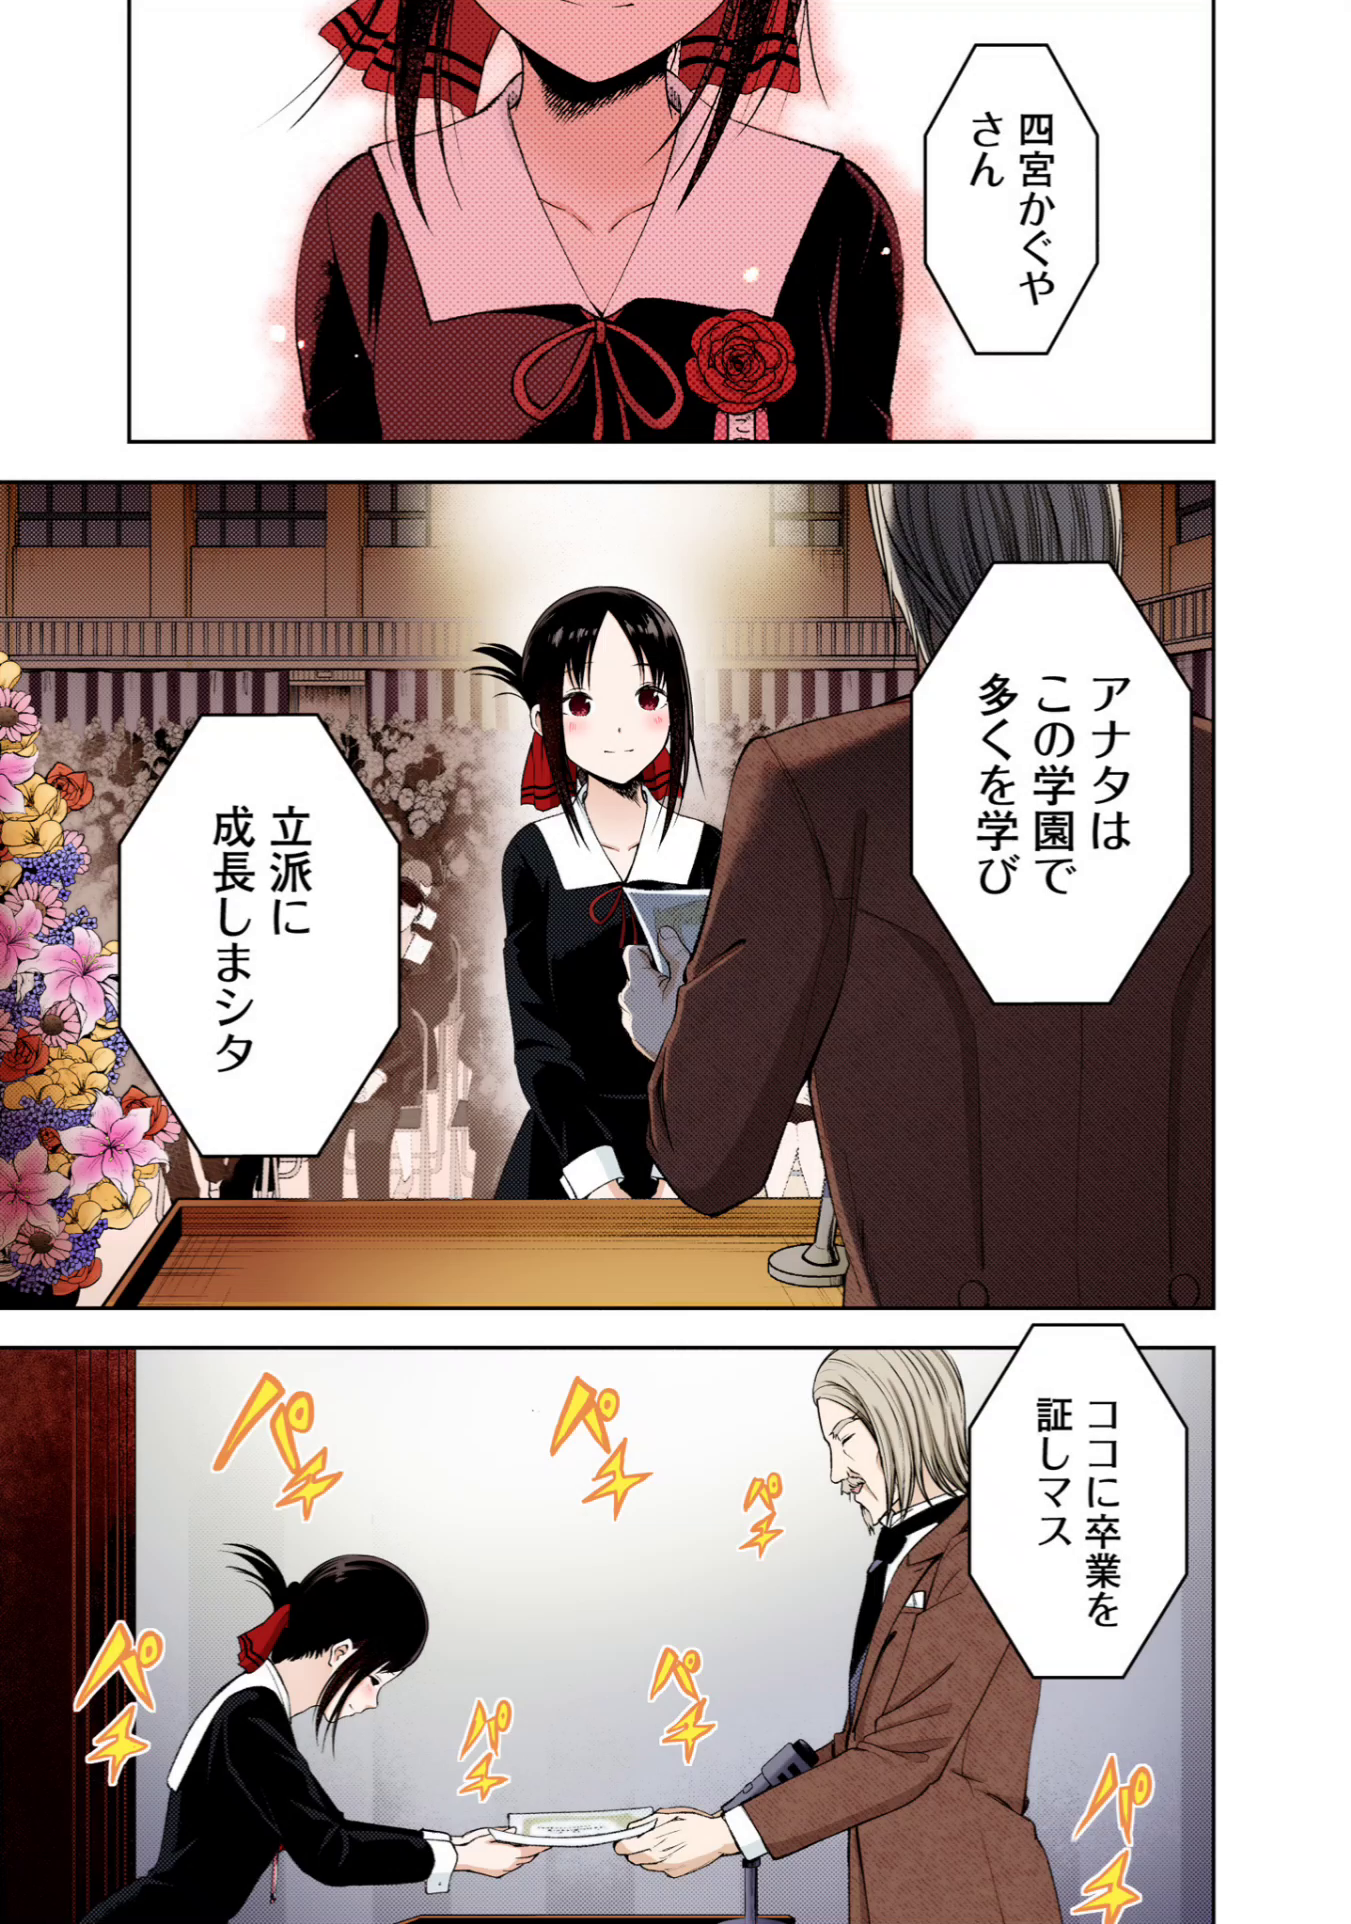 四宮かぐや
さん
ご
アナタは
この学園で
多くを学び
立派に
成長しまシタ
ココに卒業を
証しマス
パチ
パチ
パチ
パチ
パチ
パチ
パチ